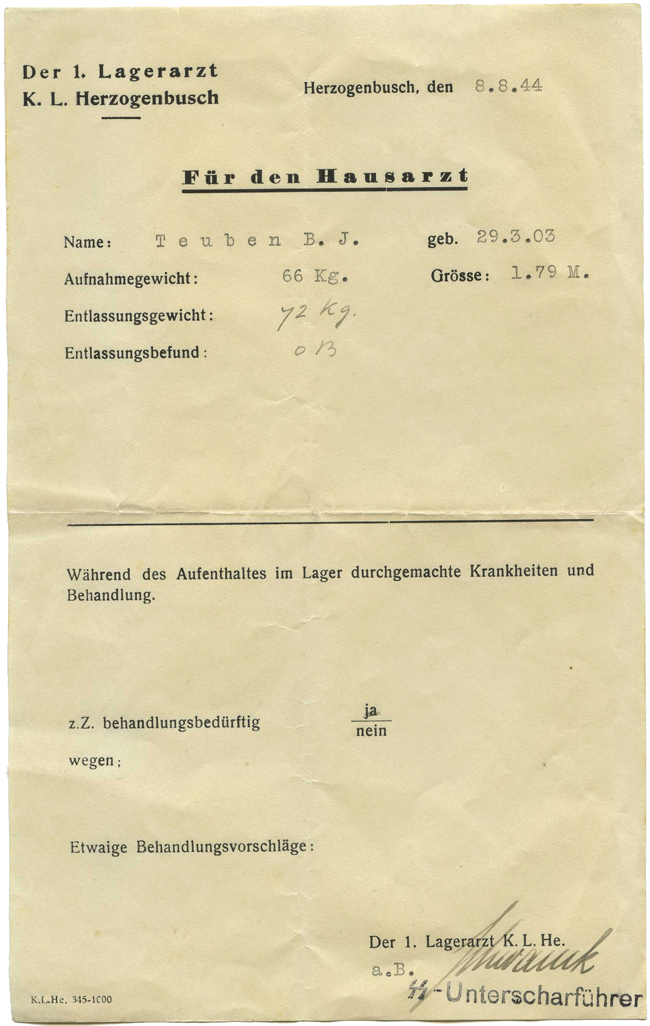 Der 1. Lagerarzt
K. L. Herzogenbusch
Herzogenbusch, den 8.8.44
Für den Hausarzt
Name: Teuben B. J. geb. 29.3.03
Aufnahmegewicht: 66 Kg. Grösse: 1.79 M.
Entlassungsgewicht: 72 Kg.
Entlassungsbefund: o B
Während des Aufenthaltes im Lager durchgemachte Krankheiten und
Behandlung.
z.Z. behandlungsbedürftig ja
nein
wegen:
Etwaige Behandlungsvorschläge:
Der 1. Lagerarzt K. L. He.
a.B.
SS-Unterscharführer
K.L.He. 345-1000